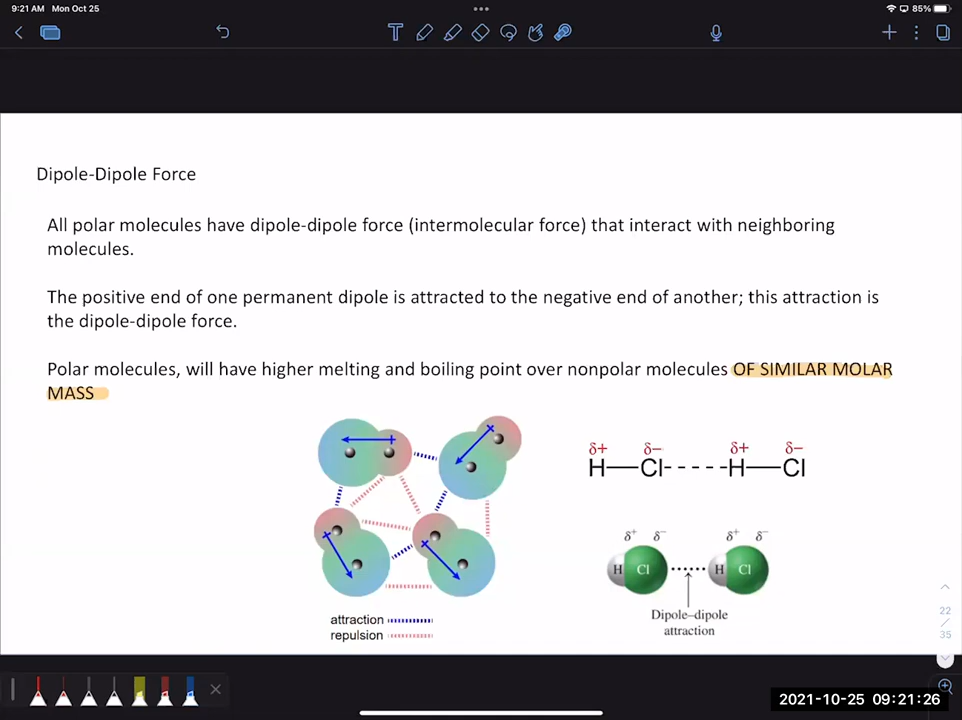 9:21 AM Mon Oct 25
85%
T
Dipole-Dipole Force
All polar molecules have dipole-dipole force (intermolecular force) that interact with neighboring
molecules.
The positive end of one permanent dipole is attracted to the negative end of another; this attraction is
the dipole-dipole force.
Polar molecules, will have higher melting and boiling point over nonpolar molecules OF SIMILAR MOLAR
MASS
δ+ δ− δ+ δ−
H—Cl-----H—Cl
δ+ δ− δ+ δ−
H Cl H Cl
Dipole–dipole
attraction
attraction
repulsion
22
/
35
2021-10-25 09:21:26